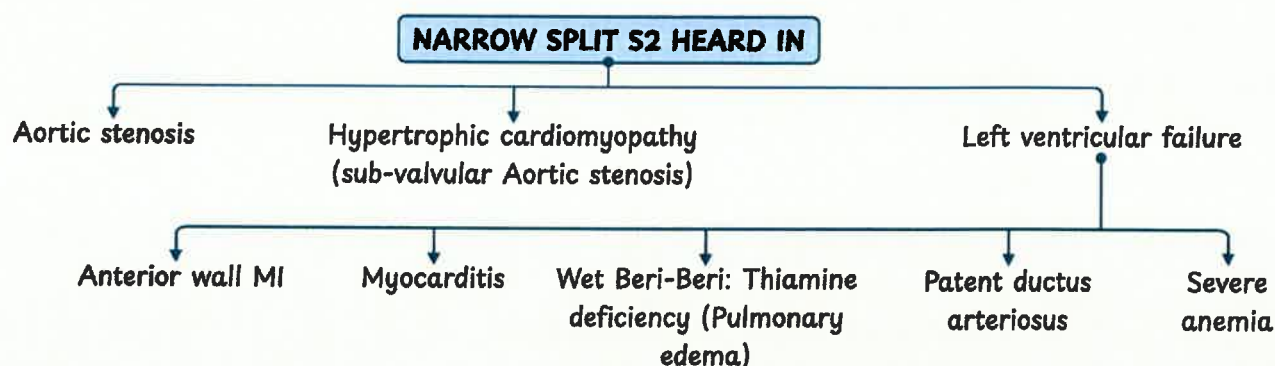 NARROW SPLIT S2 HEARD IN
Aortic stenosis
Hypertrophic cardiomyopathy
(sub-valvular Aortic stenosis)
Left ventricular failure
Anterior wall MI
Myocarditis
Wet Beri-Beri: Thiamine
deficiency (Pulmonary
edema)
Patent ductus
arteriosus
Severe
anemia